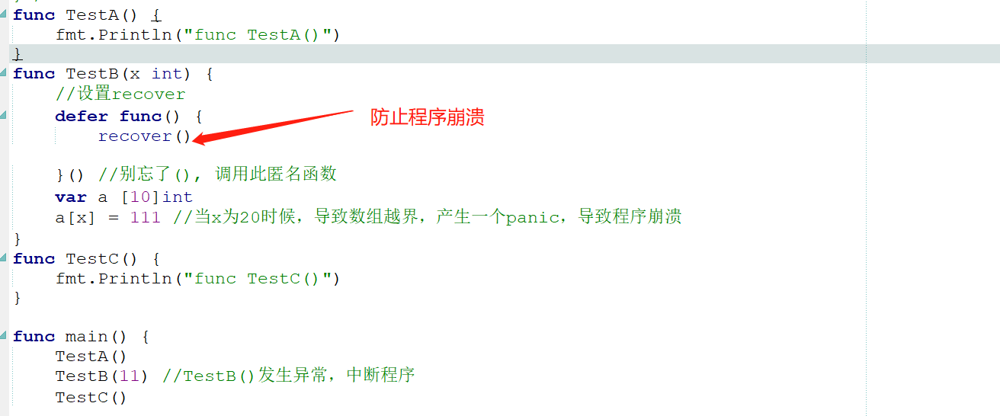 func TestA() {
    fmt.Println("func TestA()")
}
func TestB(x int) {
    //设置recover
    defer func() {
        recover()
防止程序崩溃
    }() //别忘了(), 调用此匿名函数
    var a [10]int
    a[x] = 111 //当x为20时候，导致数组越界，产生一个panic，导致程序崩溃
}
func TestC() {
    fmt.Println("func TestC()")
}
func main() {
    TestA()
    TestB(11) //TestB()发生异常，中断程序
    TestC()